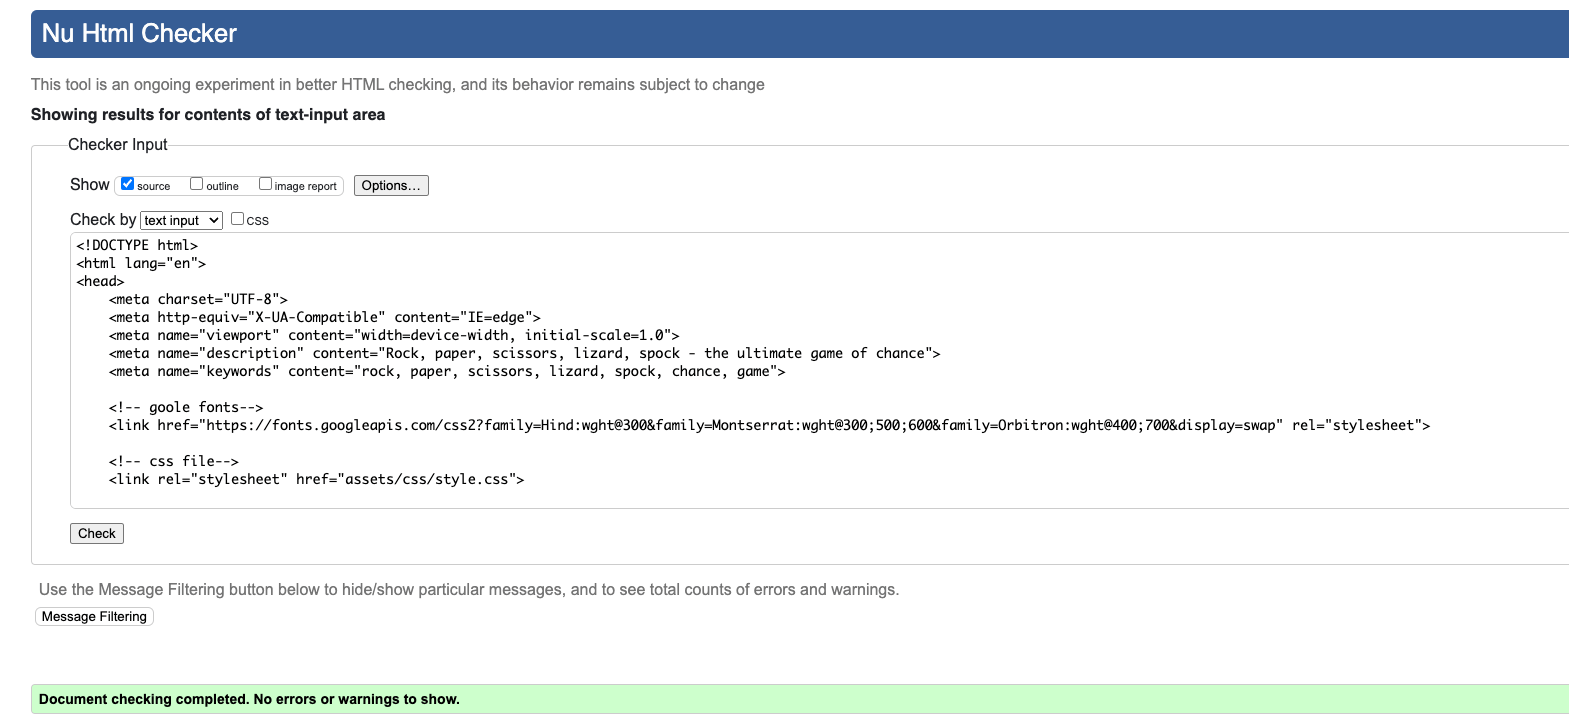 Nu Html Checker
This tool is an ongoing experiment in better HTML checking, and its behavior remains subject to change
Showing results for contents of text-input area
Checker Input
Show source outline image report Options...
Check by text input CSS
<!DOCTYPE html>
<html lang="en">
<head>
    <meta charset="UTF-8">
    <meta http-equiv="X-UA-Compatible" content="IE=edge">
    <meta name="viewport" content="width=device-width, initial-scale=1.0">
    <meta name="description" content="Rock, paper, scissors, lizard, spock - the ultimate game of chance">
    <meta name="keywords" content="rock, paper, scissors, lizard, spock, chance, game">
    <!-- goole fonts-->
    <link href="https://fonts.googleapis.com/css2?family=Hind:wght@300&family=Montserrat:wght@300;500;600&family=Orbitron:wght@400;700&display=swap" rel="stylesheet">
    <!-- css file-->
    <link rel="stylesheet" href="assets/css/style.css">
Check
Use the Message Filtering button below to hide/show particular messages, and to see total counts of errors and warnings.
Message Filtering
Document checking completed. No errors or warnings to show.